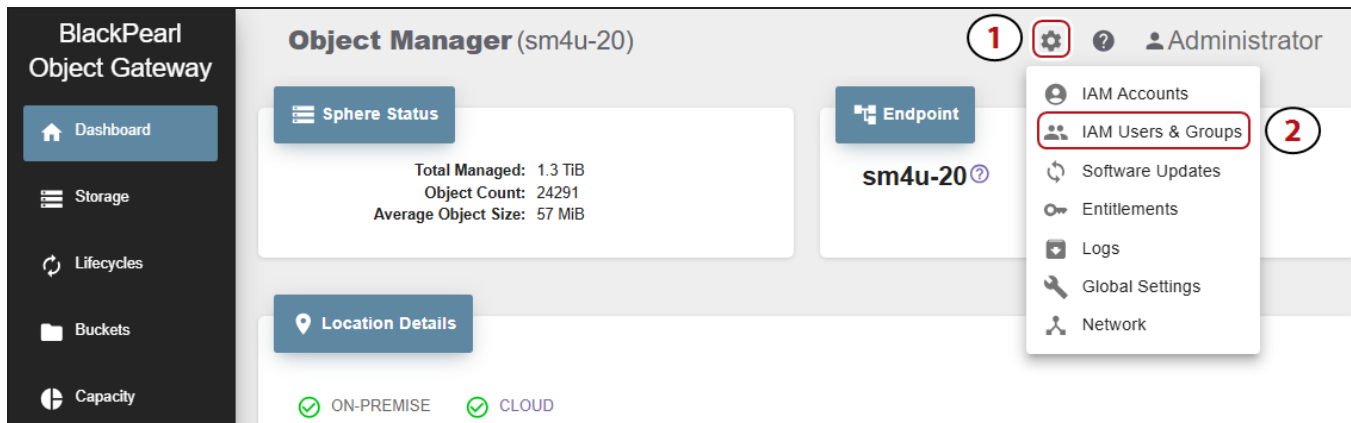 BlackPearl
Object Gateway
Dashboard
Storage
Lifecycles
Buckets
Capacity
Object Manager (sm4u-20)
1
Administrator
Sphere Status
Total Managed: 1.3 TiB
Object Count: 24291
Average Object Size: 57 MiB
Endpoint
sm4u-20
IAM Accounts
IAM Users & Groups
2
Software Updates
Entitlements
Logs
Global Settings
Network
Location Details
ON-PREMISE CLOUD